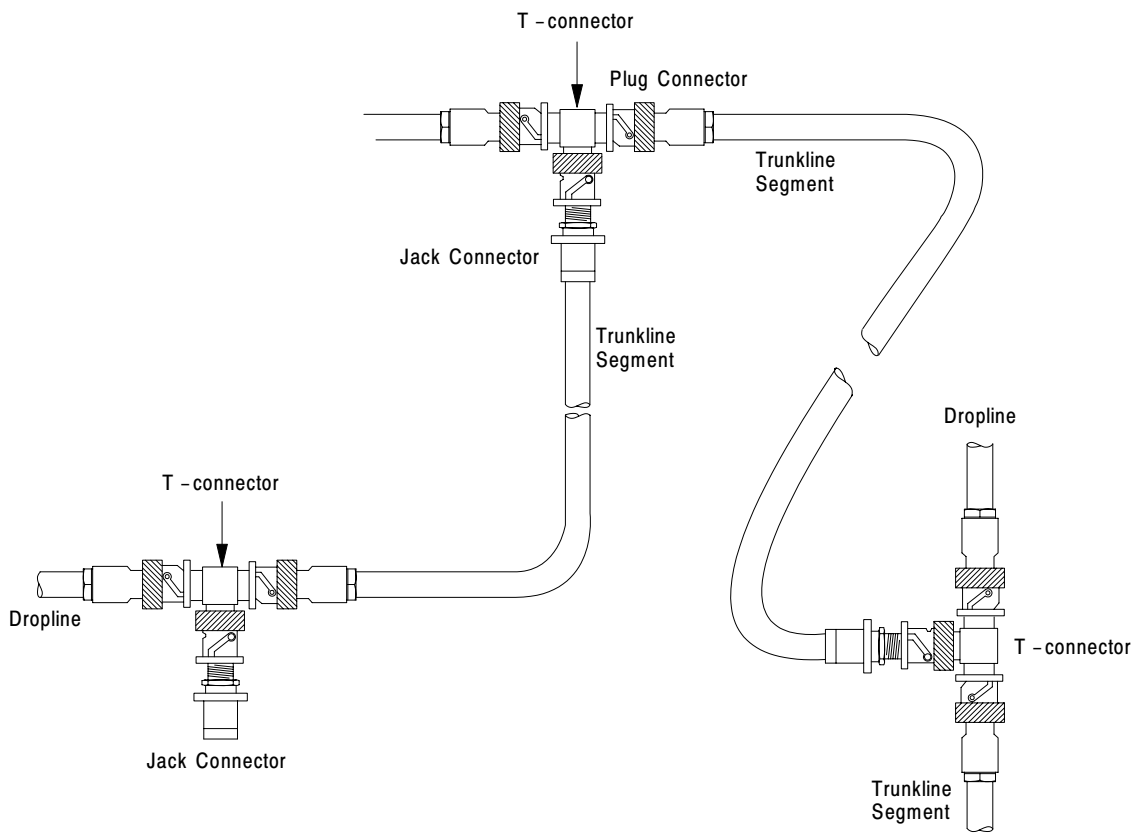 T - connector
Plug Connector
Trunkline
Segment
Jack Connector
Trunkline
Segment
Dropline
T - connector
Dropline
T - connector
Jack Connector
Trunkline
Segment